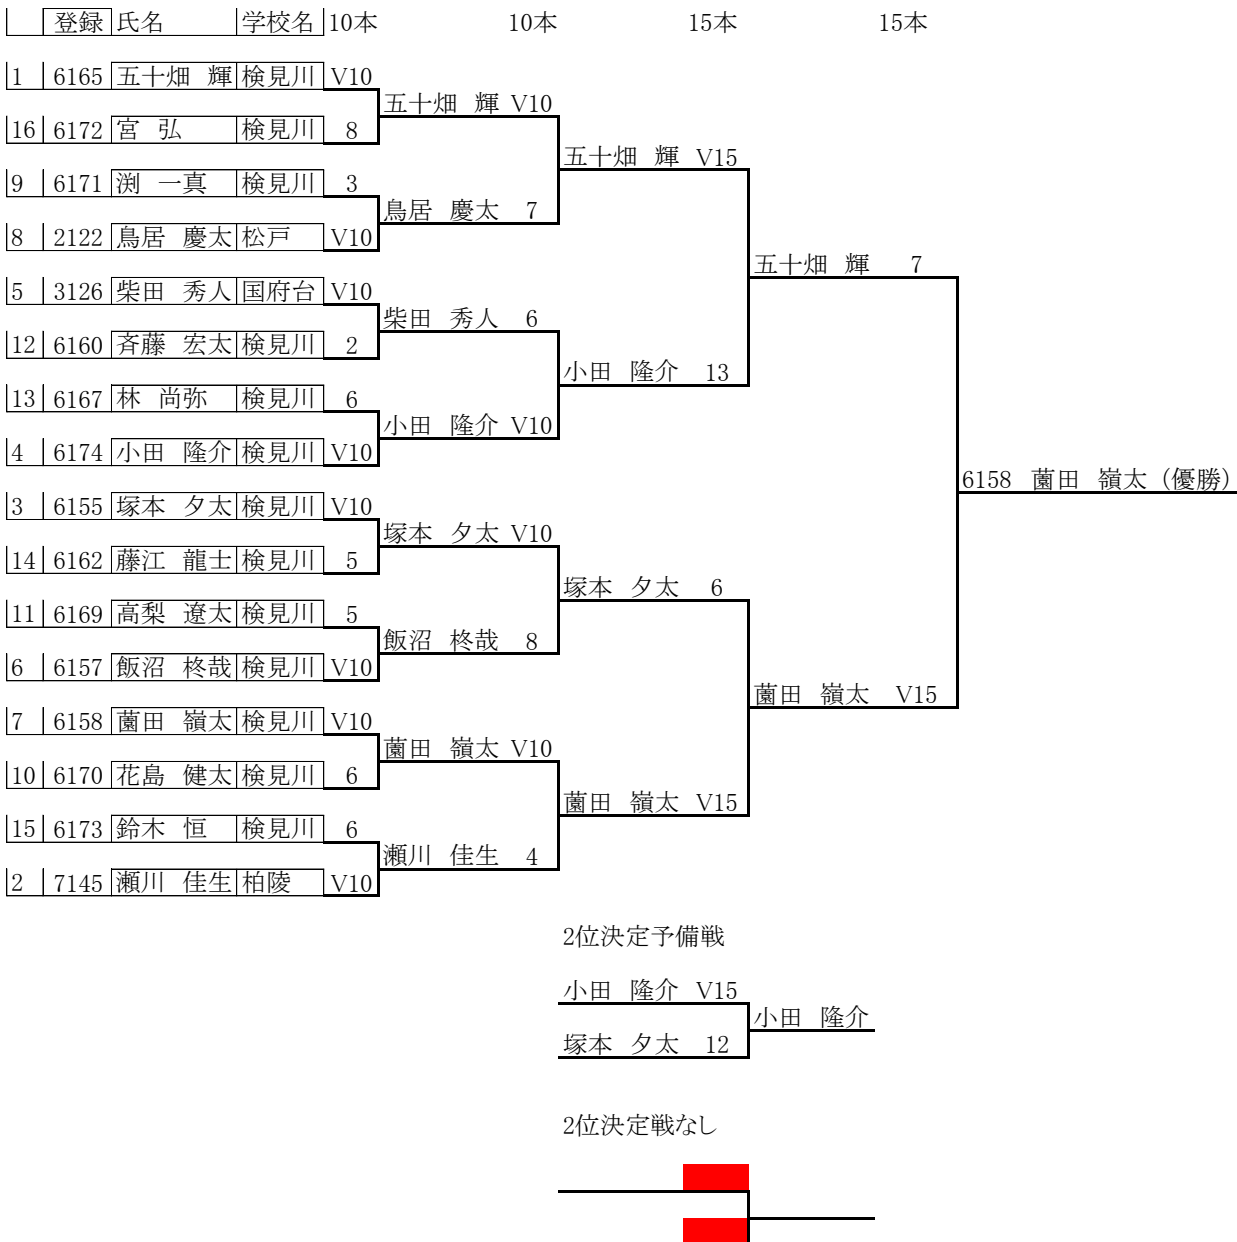 登録 氏名 学校名 10本 10本 15本 15本
1 6165 五十畑 輝 検見川 V10
五十畑 輝 V10
16 6172 宮 弘 検見川 8
五十畑 輝 V15
9 6171 渕 一真 検見川 3
鳥居 慶太 7
8 2122 鳥居 慶太 松戸 V10
五十畑 輝 7
5 3126 柴田 秀人 国府台 V10
柴田 秀人 6
12 6160 斉藤 宏太 検見川 2
小田 隆介 13
13 6167 林 尚弥 検見川 6
小田 隆介 V10
4 6174 小田 隆介 検見川 V10
6158 薗田 嶺太（優勝）
3 6155 塚本 夕太 検見川 V10
塚本 夕太 V10
14 6162 藤江 龍士 検見川 5
塚本 夕太 6
11 6169 高梨 遼太 検見川 5
飯沼 柊哉 8
6 6157 飯沼 柊哉 検見川 V10
薗田 嶺太 V15
7 6158 薗田 嶺太 検見川 V10
薗田 嶺太 V10
10 6170 花島 健太 検見川 6
薗田 嶺太 V15
15 6173 鈴木 恒 検見川 6
瀬川 佳生 4
2 7145 瀬川 佳生 柏陵 V10
2位決定予備戦
小田 隆介 V15
小田 隆介
塚本 夕太 12
2位決定戦なし